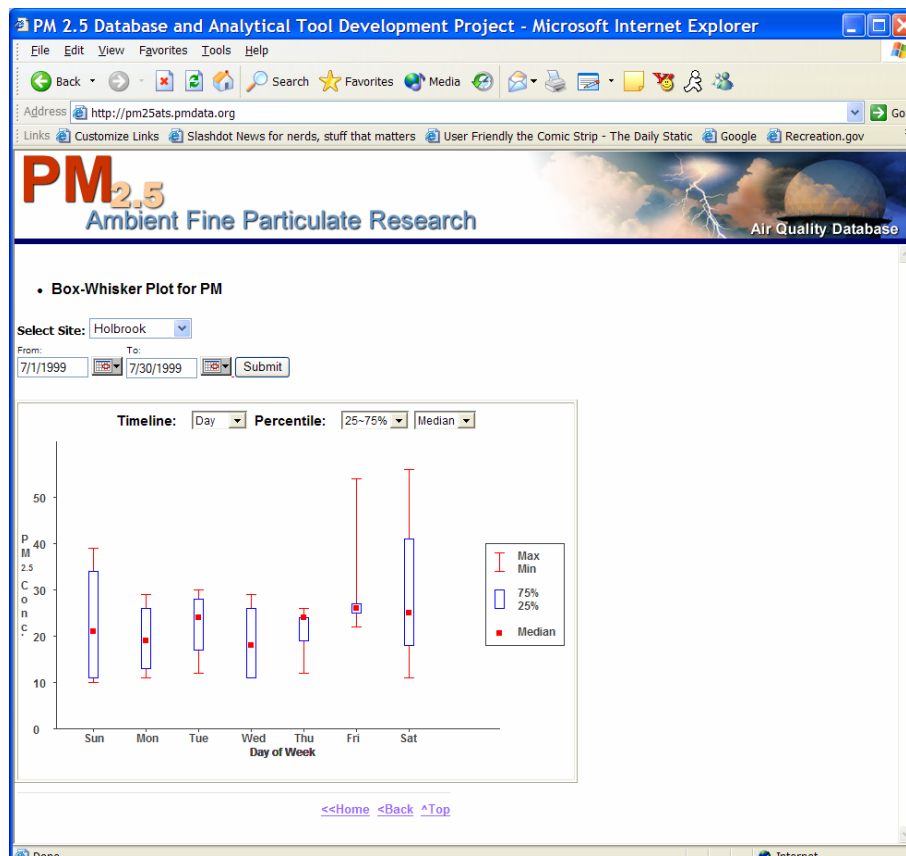 PM 2.5 Database and Analytical Tool Development Project - Microsoft Internet Explorer
File Edit View Favorites Tools Help
Back Search Favorites Media
Address http://pm25ats.pmdata.org Go
Links Customize Links Slashdot News for nerds, stuff that matters User Friendly the Comic Strip - The Daily Static Google Recreation.gov
PM2.5
Ambient Fine Particulate Research
Air Quality Database
• Box-Whisker Plot for PM
Select Site: Holbrook
From: To:
7/1/1999 7/30/1999 Submit
Timeline: Day Percentile: 25~75% Median
50
40
30
20
10
0
PM 2.5 Conc.
Sun Mon Tue Wed Thu Fri Sat
Day of Week
Max
Min
75%
25%
Median
<<Home <Back ^Top
Done Internet